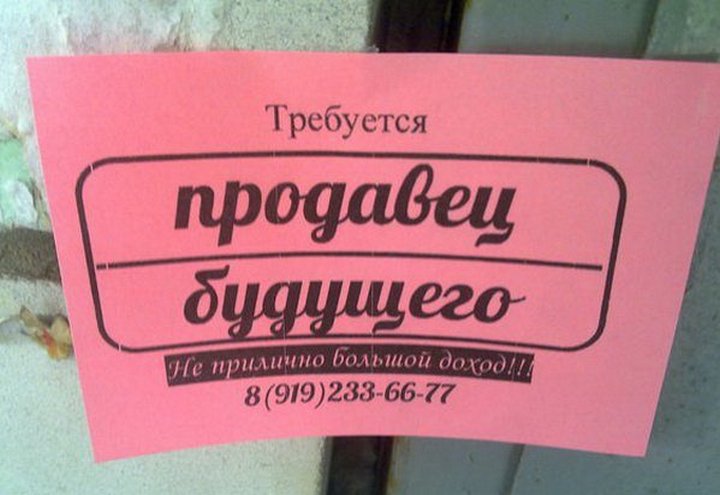 Требуется
продавец
будущего
Не прилично большой доход!!!
8(919)233-66-77